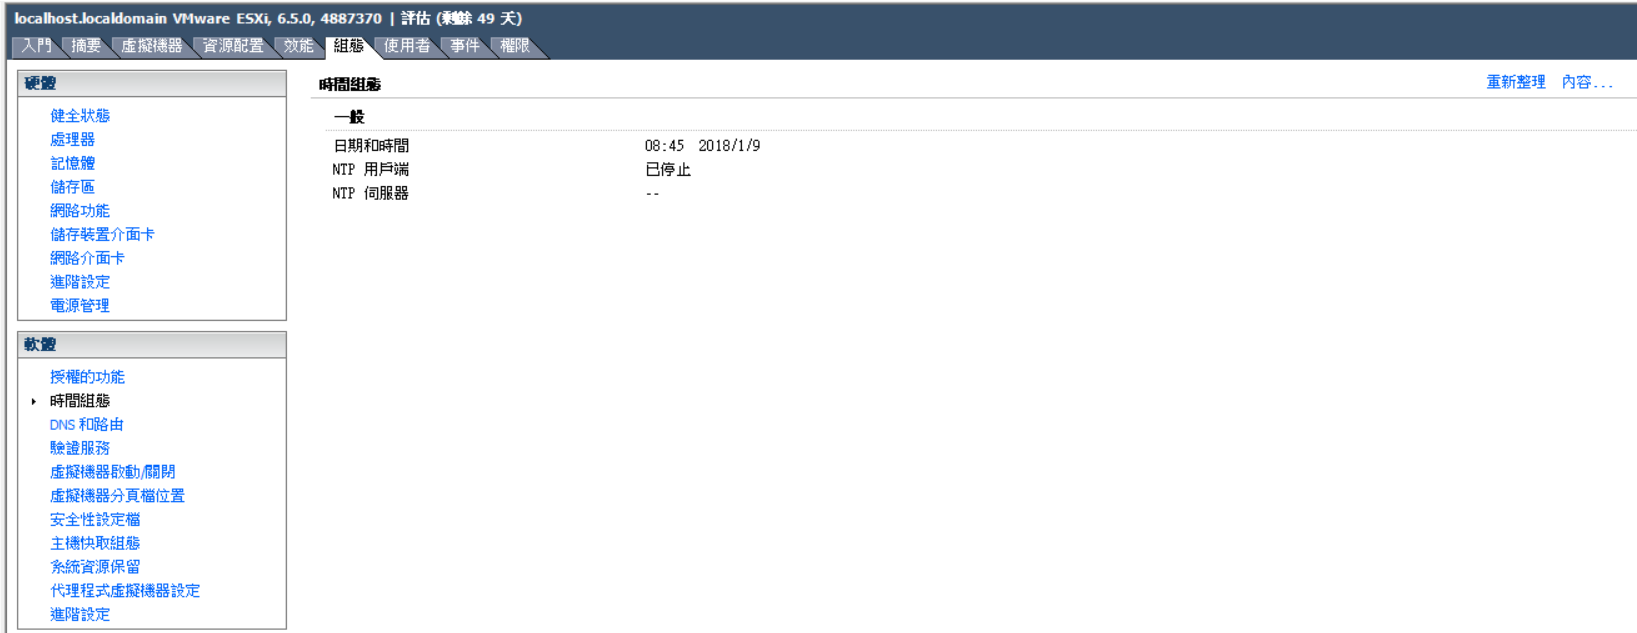 localhost.localdomain VMware ESXi, 6.5.0, 4887370 | 評估 (剩餘 49 天)
入門 摘要 虛擬機器 資源配置 效能 組態 使用者 事件 權限
硬體
健全狀態
處理器
記憶體
儲存區
網路功能
儲存裝置介面卡
網路介面卡
進階設定
電源管理
軟體
授權的功能
時間組態
DNS 和路由
驗證服務
虛擬機器啟動/關閉
虛擬機器分頁檔位置
安全性設定檔
主機快取組態
系統資源保留
代理程式虛擬機器設定
進階設定
時間組態 重新整理 內容...
一般
日期和時間 08:45 2018/1/9
NTP 用戶端 已停止
NTP 伺服器 --